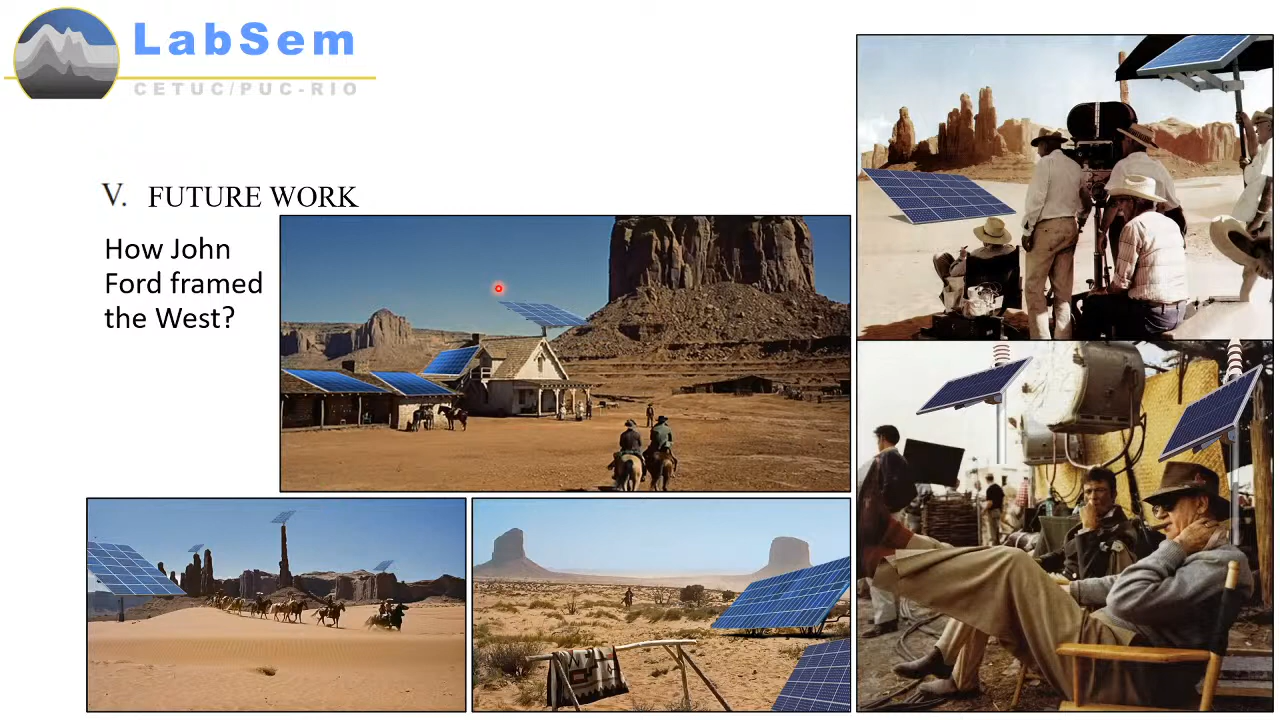 LabSem
CETUC/PUC-RIO
V. FUTURE WORK
How John
Ford framed
the West?